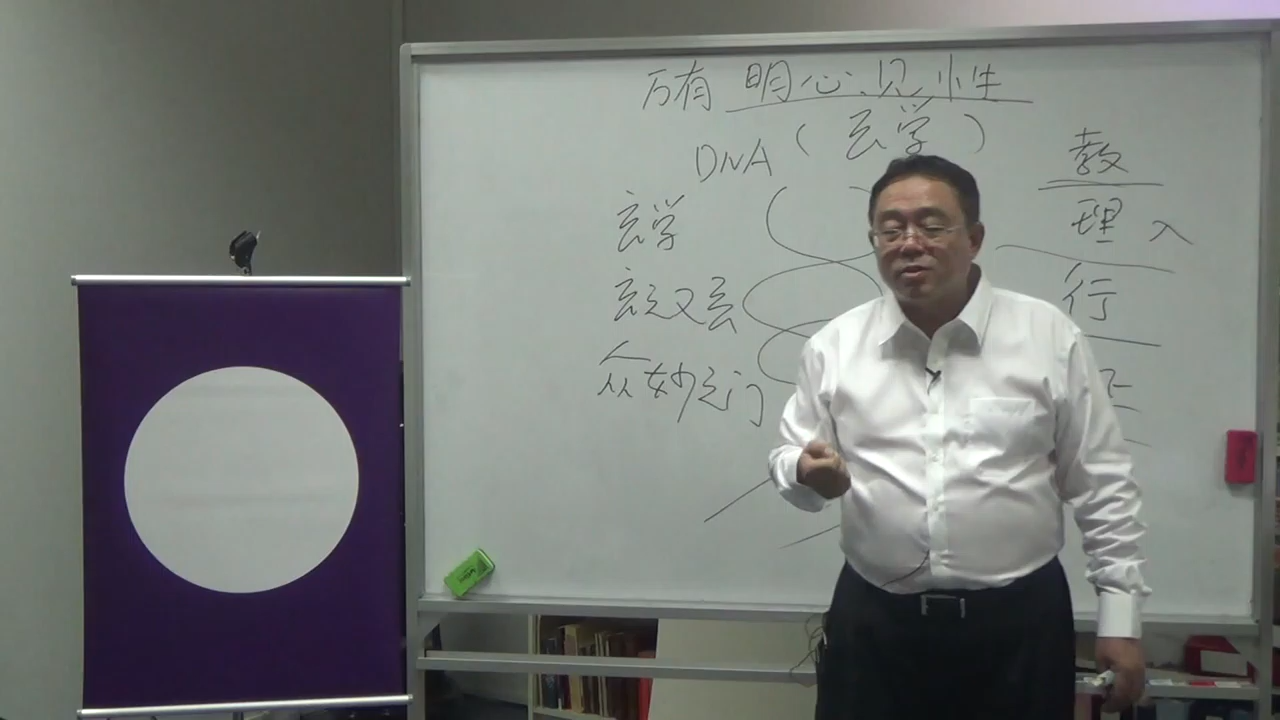 万有 明心见性
DNA (玄学)
玄学
玄之又玄
众妙之门
教
理 入
行